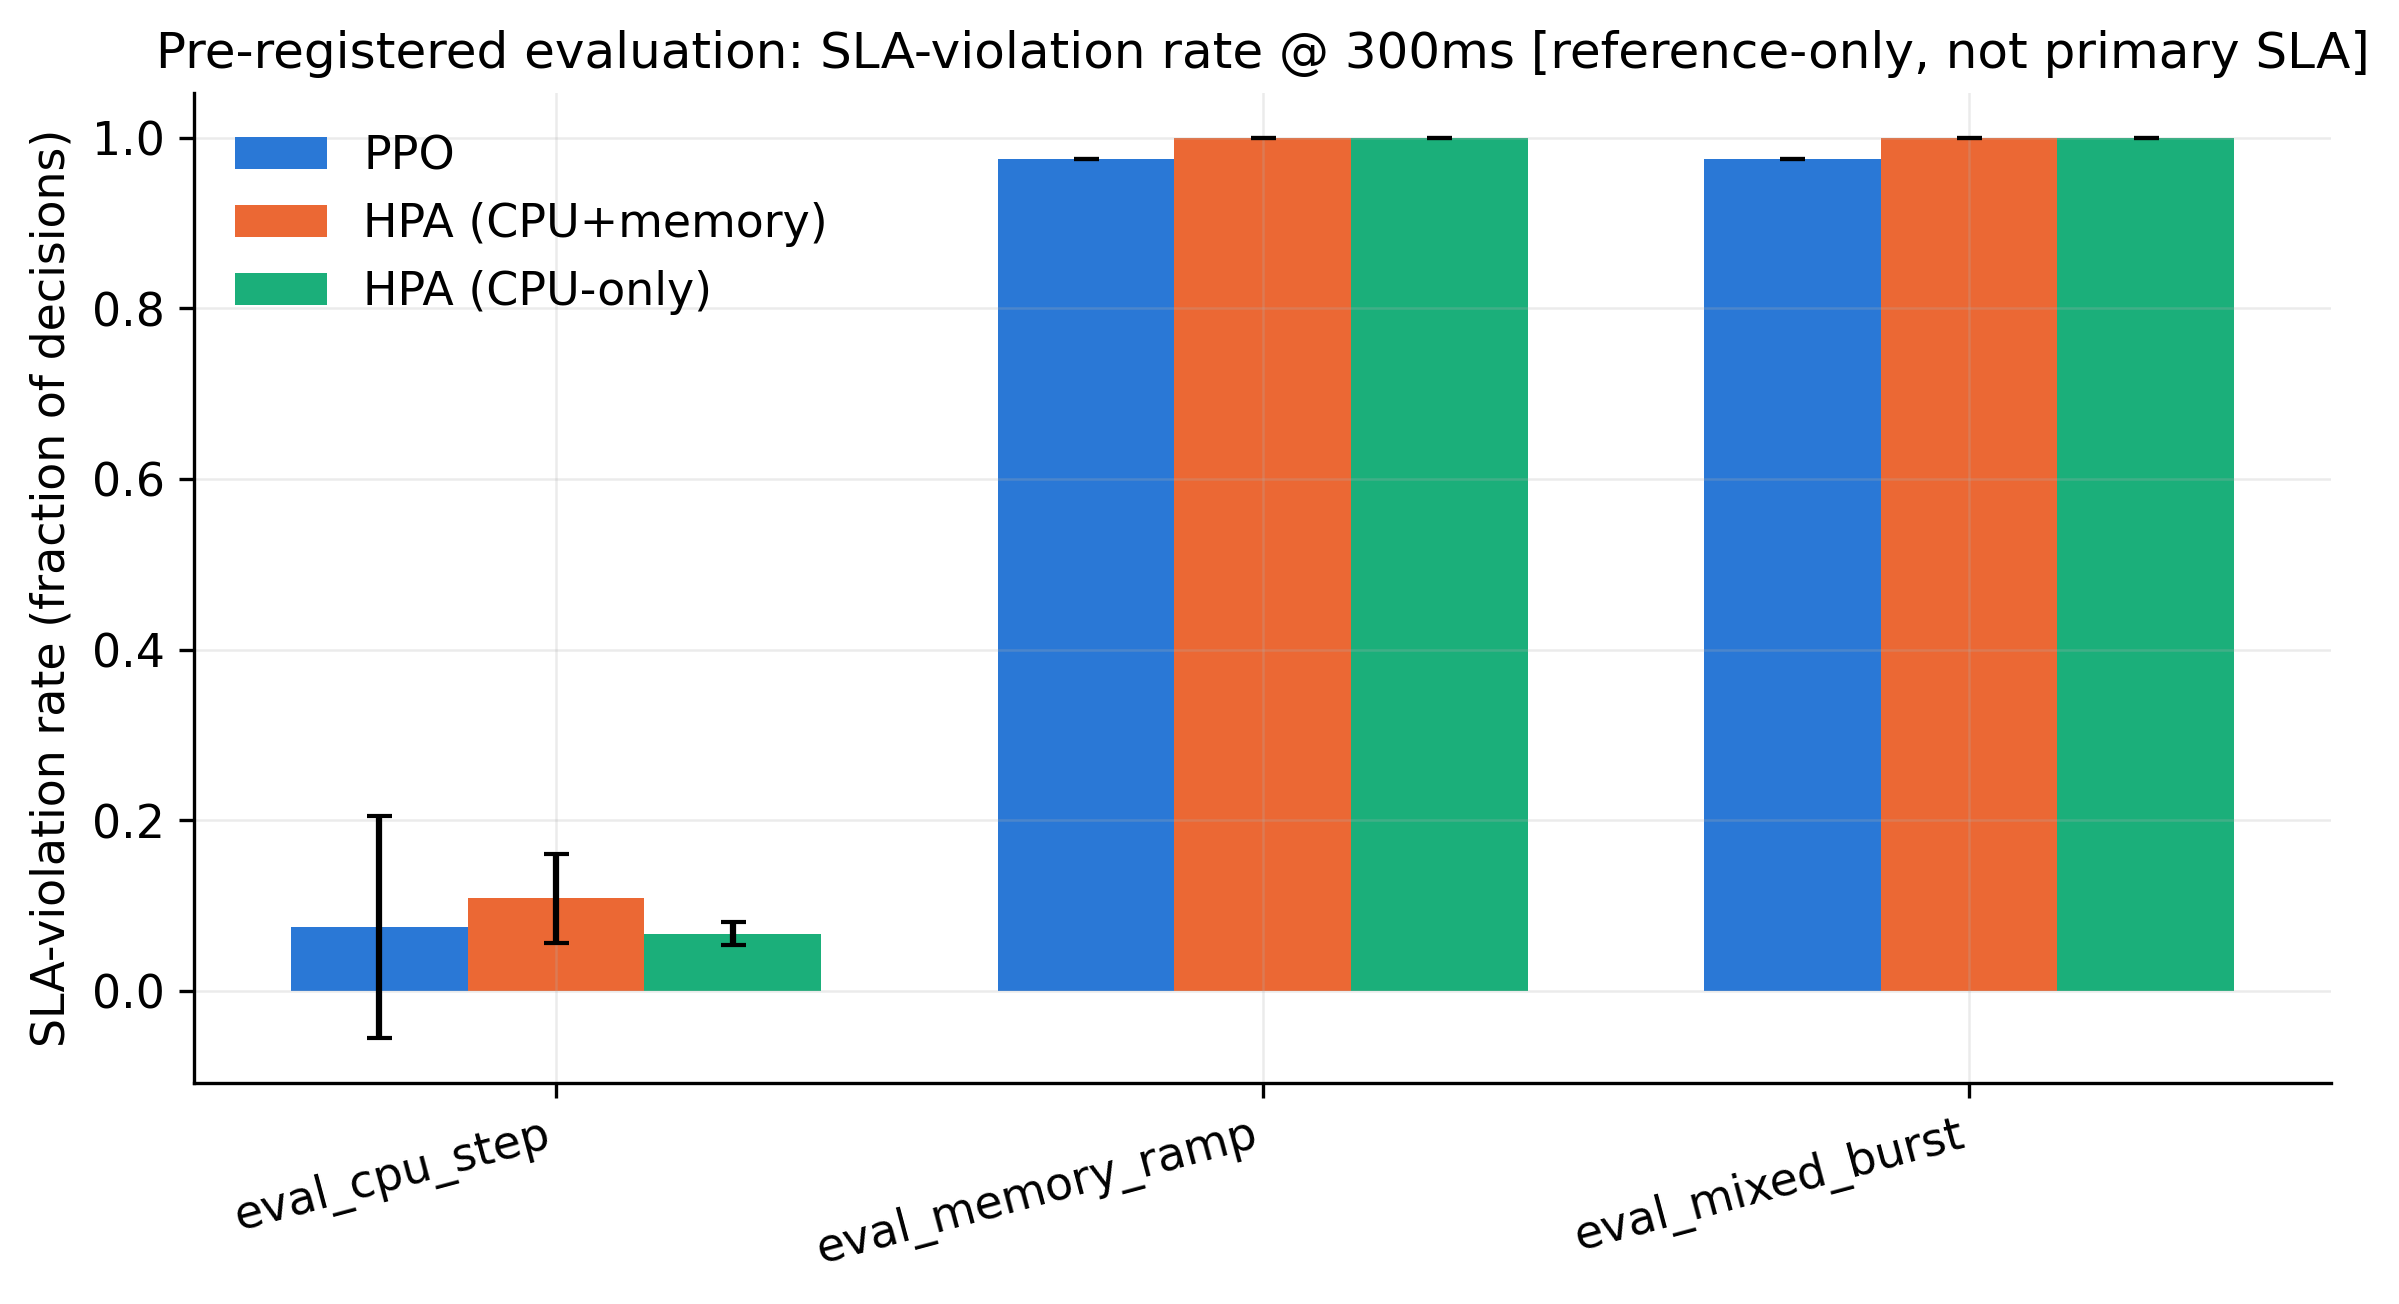 Pre-registered evaluation: SLA-violation rate @ 300ms [reference-only, not primary SLA]
SLA-violation rate (fraction of decisions)
1.0
0.8
0.6
0.4
0.2
0.0
PPO
HPA (CPU+memory)
HPA (CPU-only)
eval_cpu_step
eval_memory_ramp
eval_mixed_burst